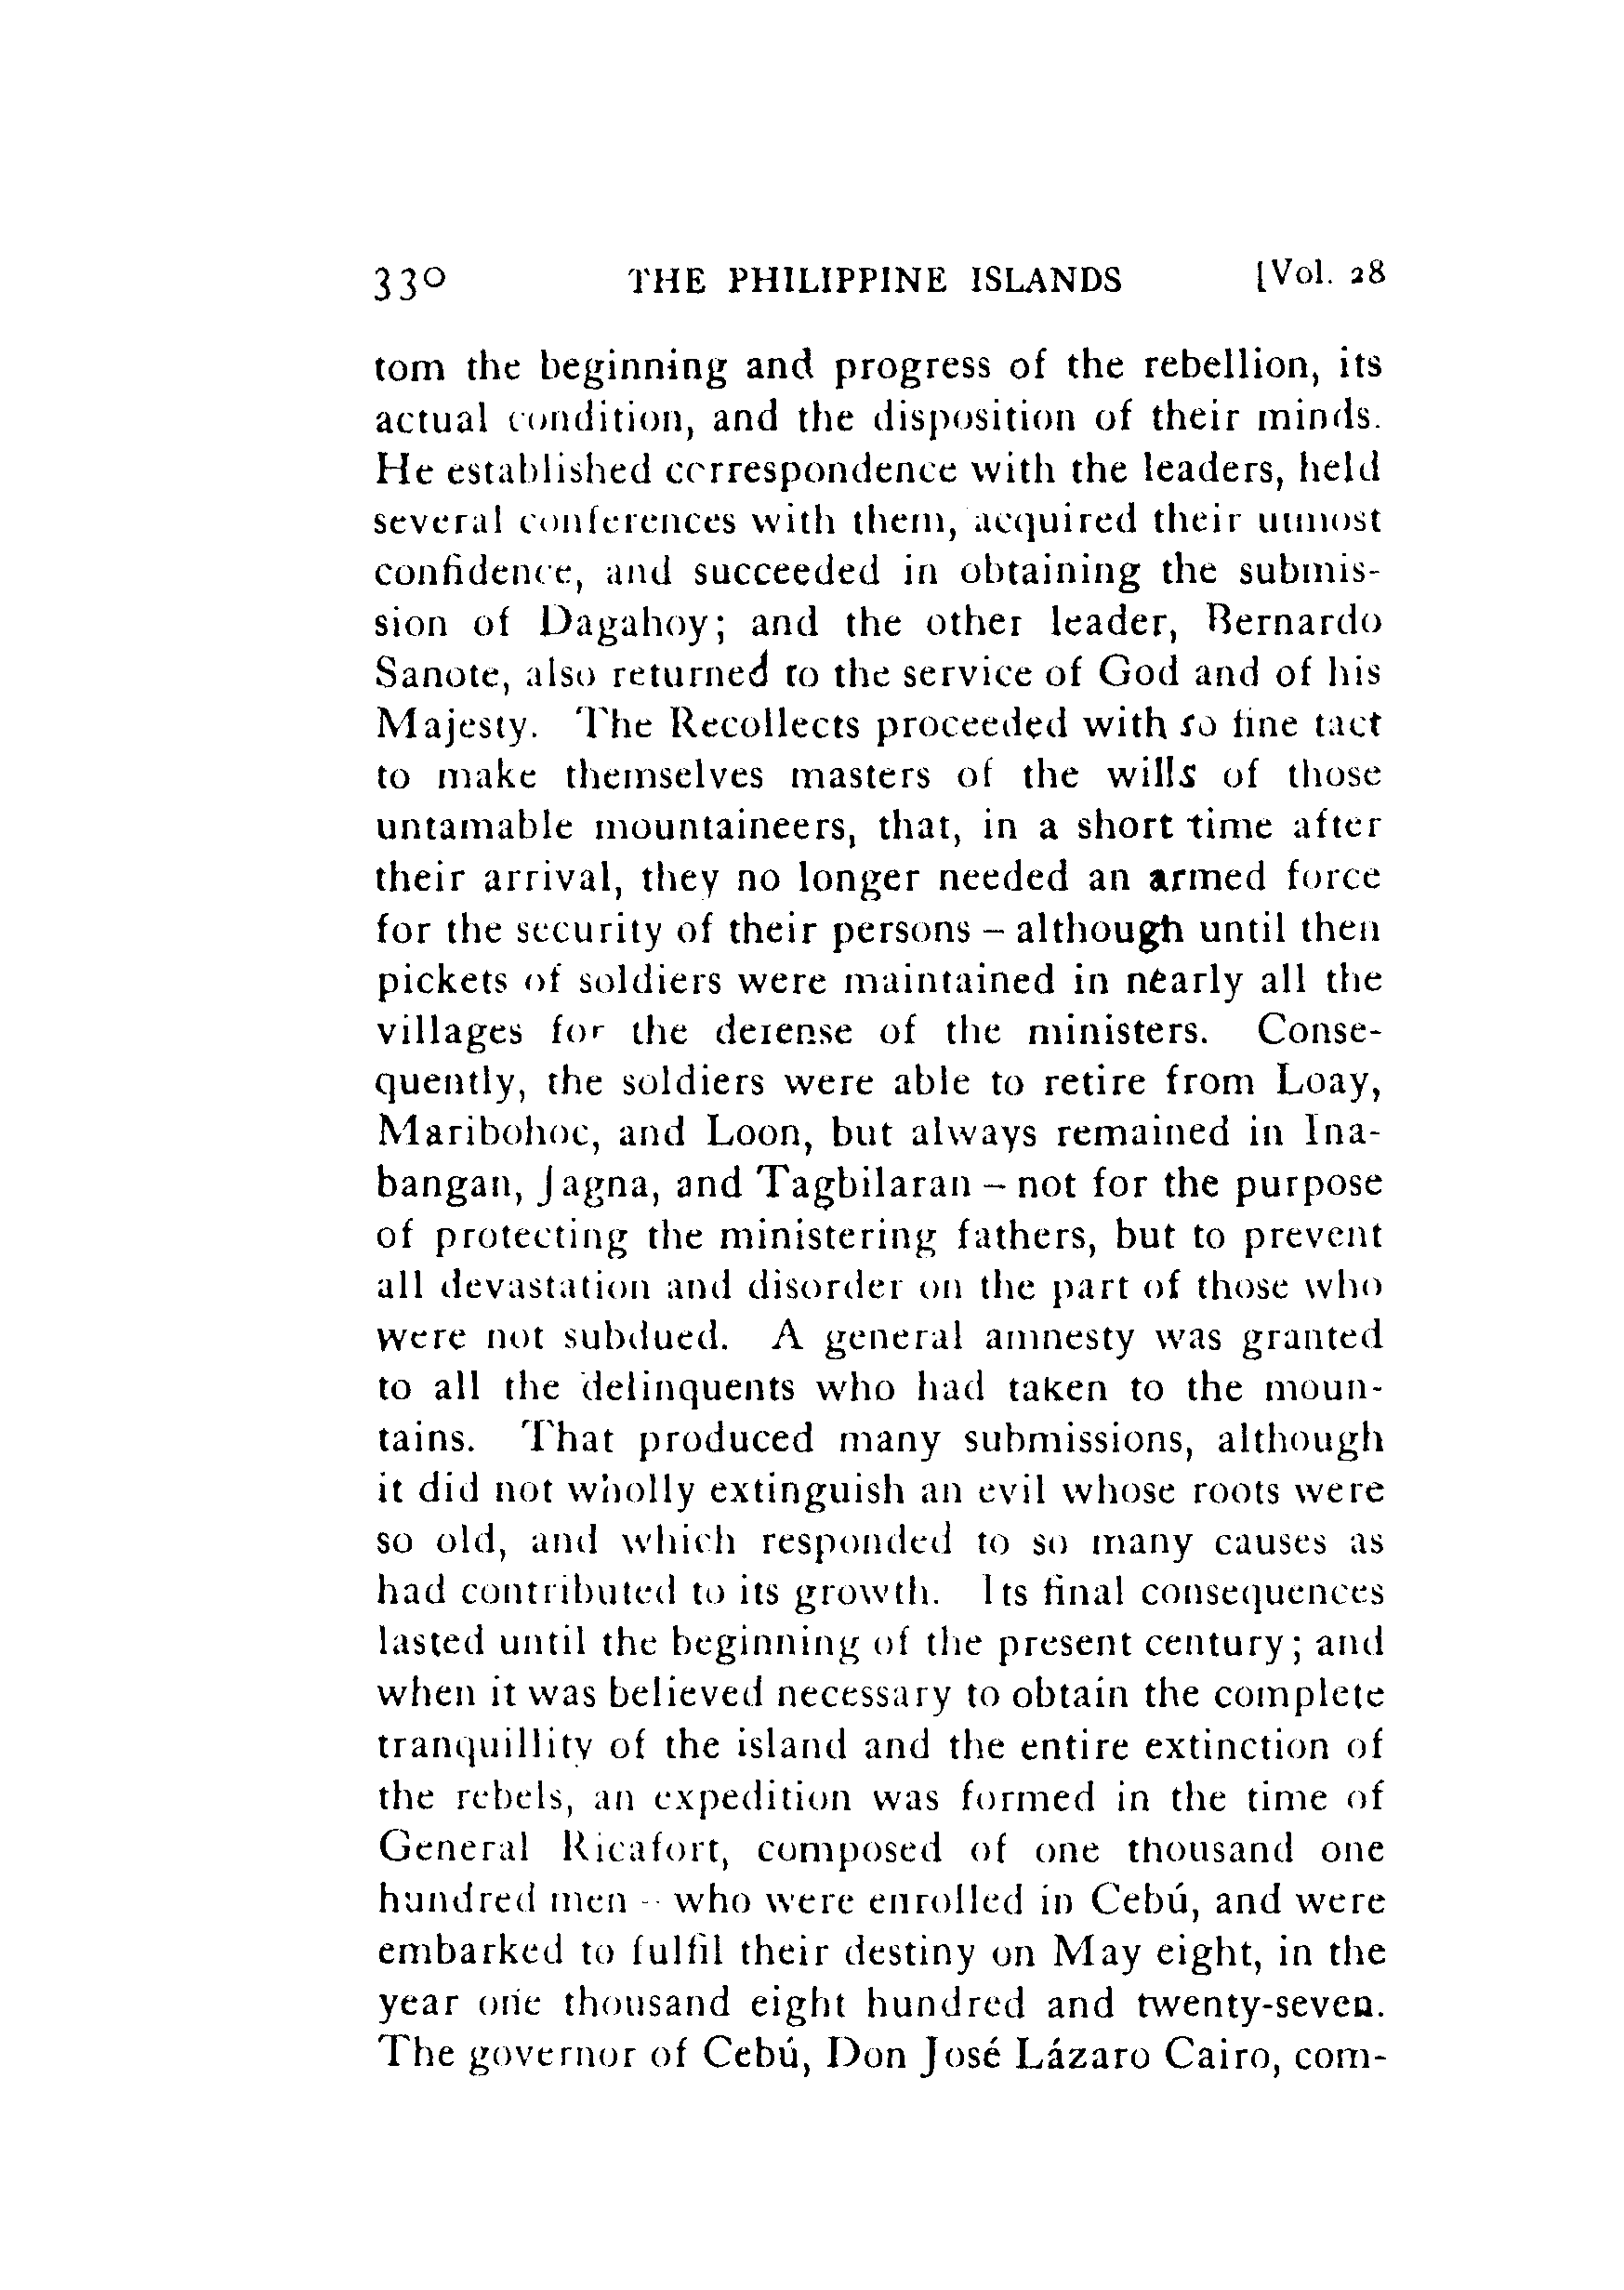 330 THE PHILIPPINE ISLANDS [Vol. 28
tom the beginning and progress of the rebellion, its
actual condition, and the disposition of their minds.
He established correspondence with the leaders, held
several conferences with them, acquired their utmost
confidence, and succeeded in obtaining the submis-
sion of Dagahoy; and the other leader, Bernardo
Sanote, also returned to the service of God and of his
Majesty. The Recollects proceeded with so fine tact
to make themselves masters of the wills of those
untamable mountaineers, that, in a short time after
their arrival, they no longer needed an armed force
for the security of their persons – although until then
pickets of soldiers were maintained in nearly all the
villages for the defense of the ministers. Conse-
quently, the soldiers were able to retire from Loay,
Maribohoc, and Loon, but always remained in Ina-
bangan, Jagna, and Tagbilaran – not for the purpose
of protecting the ministering fathers, but to prevent
all devastation and disorder on the part of those who
were not subdued. A general amnesty was granted
to all the delinquents who had taken to the moun-
tains. That produced many submissions, although
it did not wholly extinguish an evil whose roots were
so old, and which responded to so many causes as
had contributed to its growth. Its final consequences
lasted until the beginning of the present century; and
when it was believed necessary to obtain the complete
tranquillity of the island and the entire extinction of
the rebels, an expedition was formed in the time of
General Ricafort, composed of one thousand one
hundred men – who were enrolled in Cebú, and were
embarked to fulfil their destiny on May eight, in the
year one thousand eight hundred and twenty-seven.
The governor of Cebú, Don José Lázaro Cairo, com-